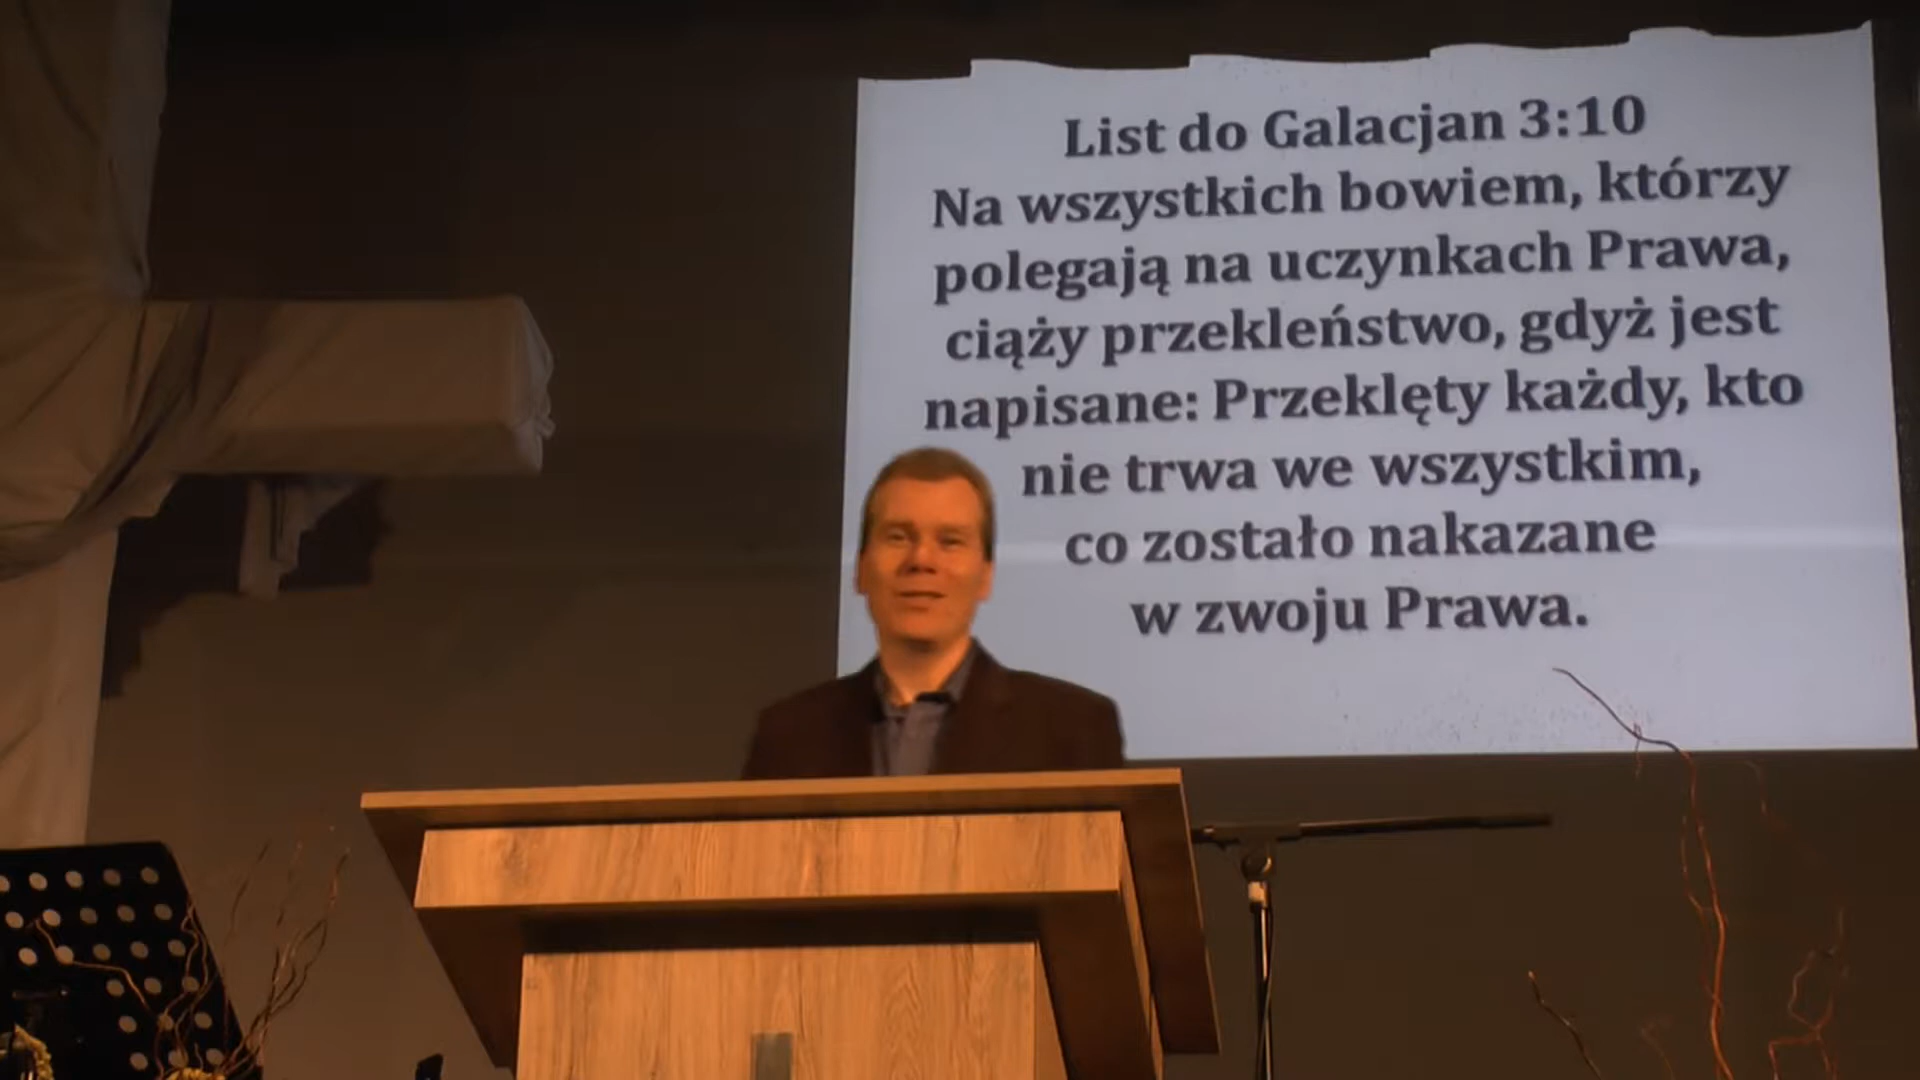 List do Galacjan 3:10
Na wszystkich bowiem, którzy
polegają na uczynkach Prawa,
ciąży przekleństwo, gdyż jest
napisane: Przeklęty każdy, kto
nie trwa we wszystkim,
co zostało nakazane
w zwoju Prawa.